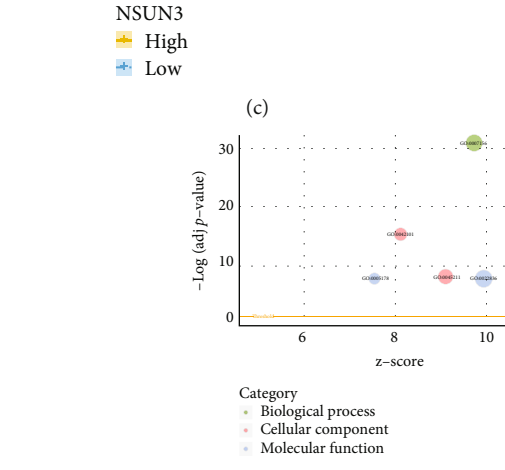 NSUN3
High
Low
(c)
30
20
10
0
–Log (adj p–value)
6 8 10
z–score
Category
Biological process
Cellular component
Molecular function